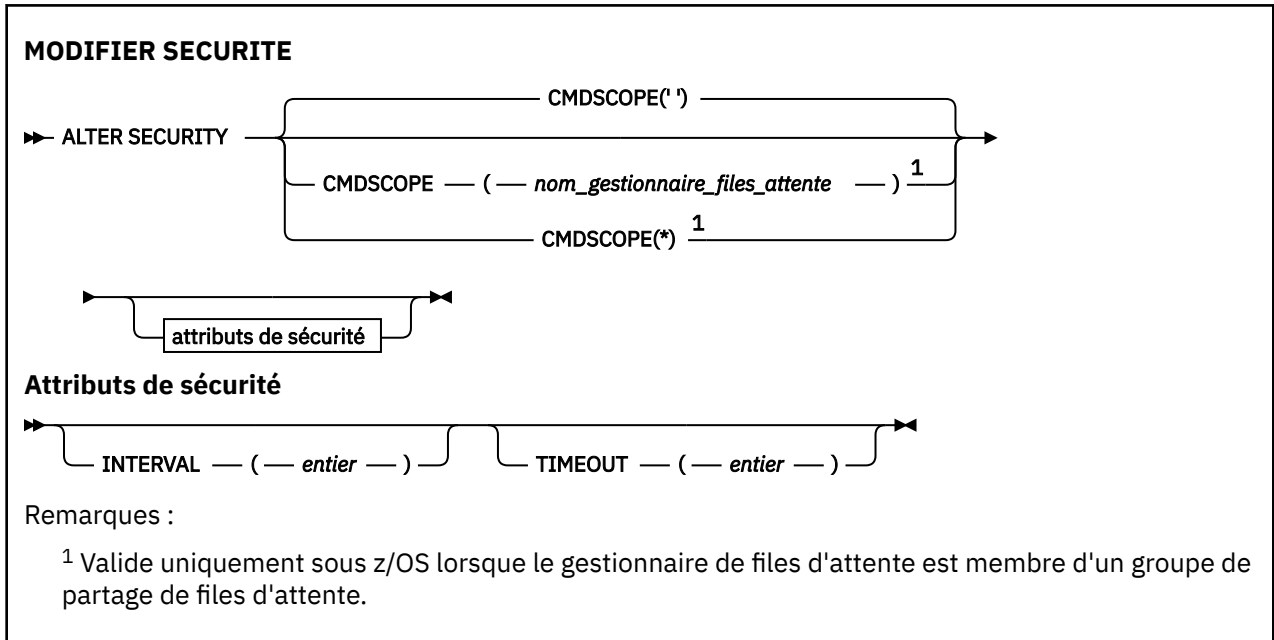 MODIFIER SECURITE
CMDSCOPE(' ')
ALTER SECURITY
CMDSCOPE ( nom_gestionnaire_files_attente ) 1
CMDSCOPE(*) 1
attributs de sécurité
Attributs de sécurité
INTERVAL ( entier ) TIMEOUT ( entier )
Remarques :
1 Valide uniquement sous z/OS lorsque le gestionnaire de files d'attente est membre d'un groupe de
partage de files d'attente.